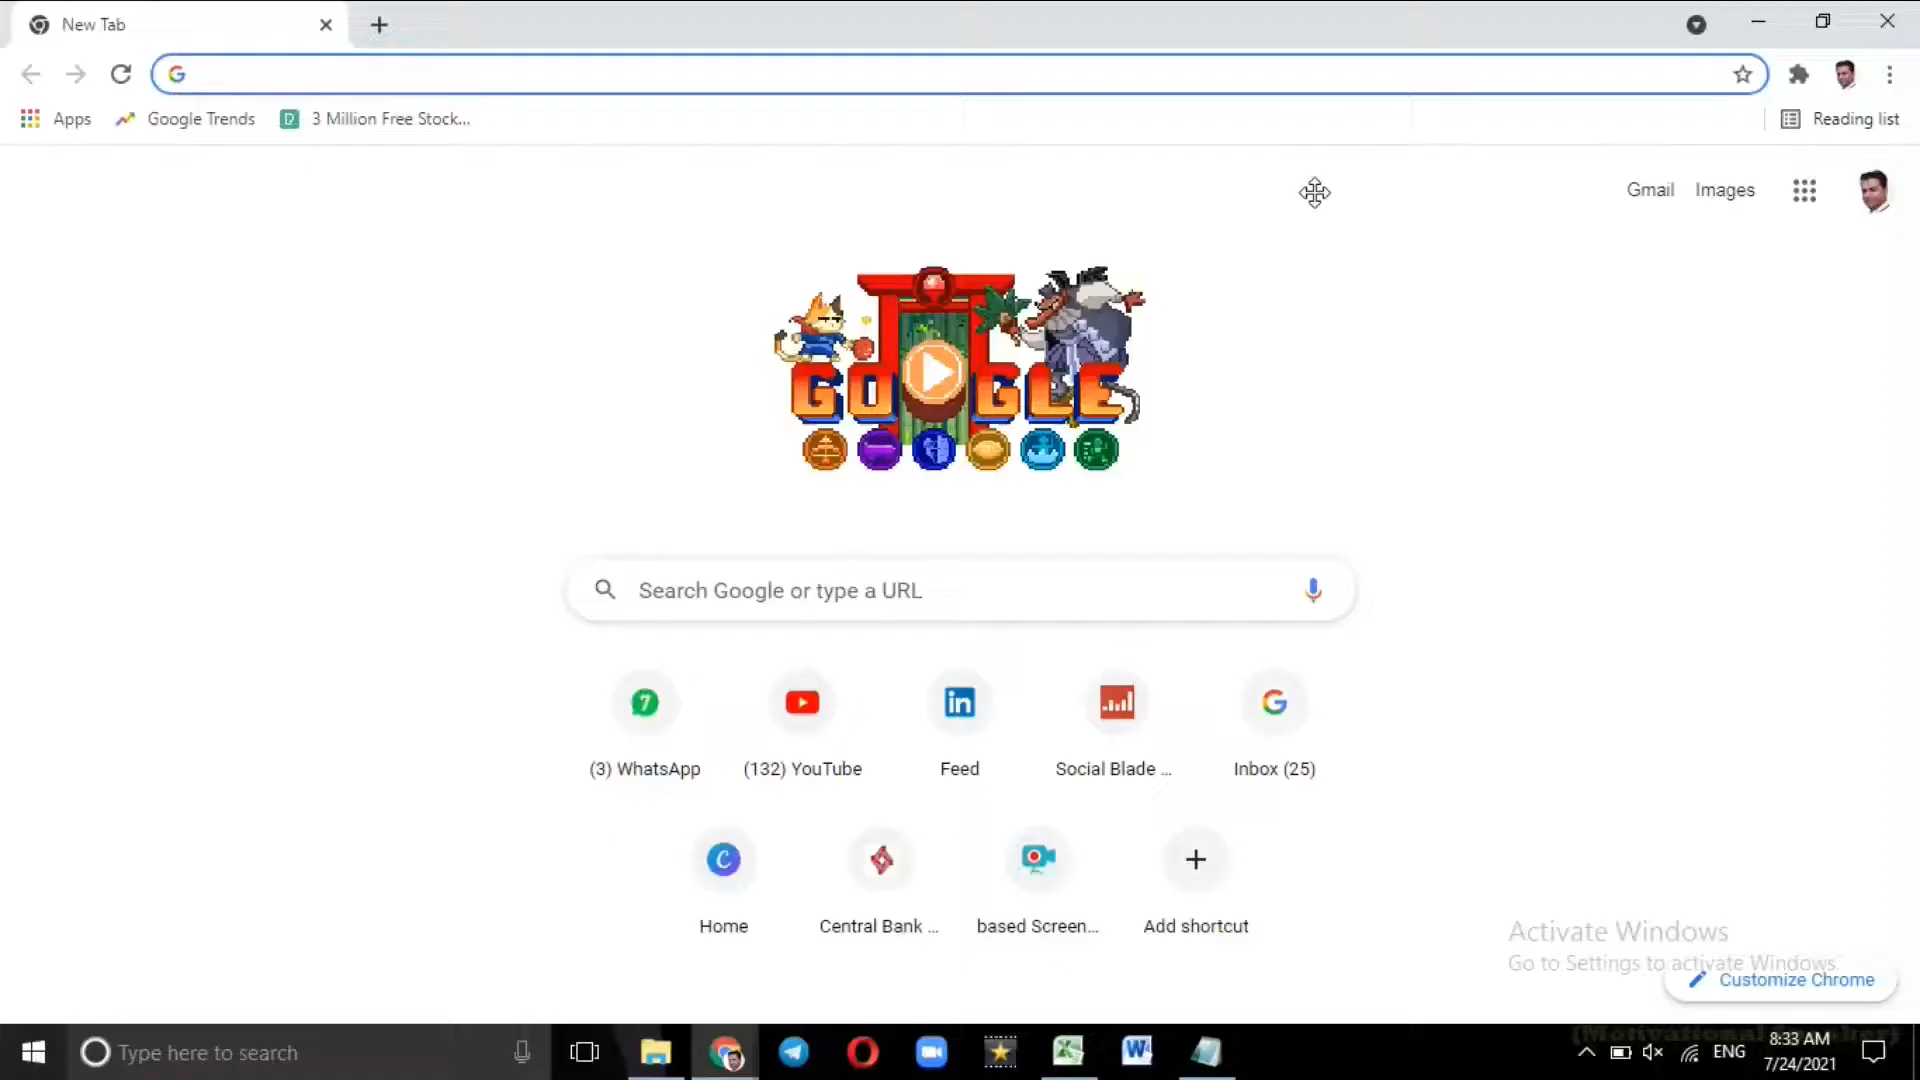 New Tab
Apps
Google Trends
3 Million Free Stock...
Reading list
Gmail
Images
GOOGLE
Search Google or type a URL
(3) WhatsApp
(132) YouTube
Feed
Social Blade ...
Inbox (25)
Home
Central Bank ...
based Screen...
Add shortcut
Activate Windows
Go to Settings to activate Windows.
Customize Chrome
Type here to search
ENG
8:33 AM
7/24/2021